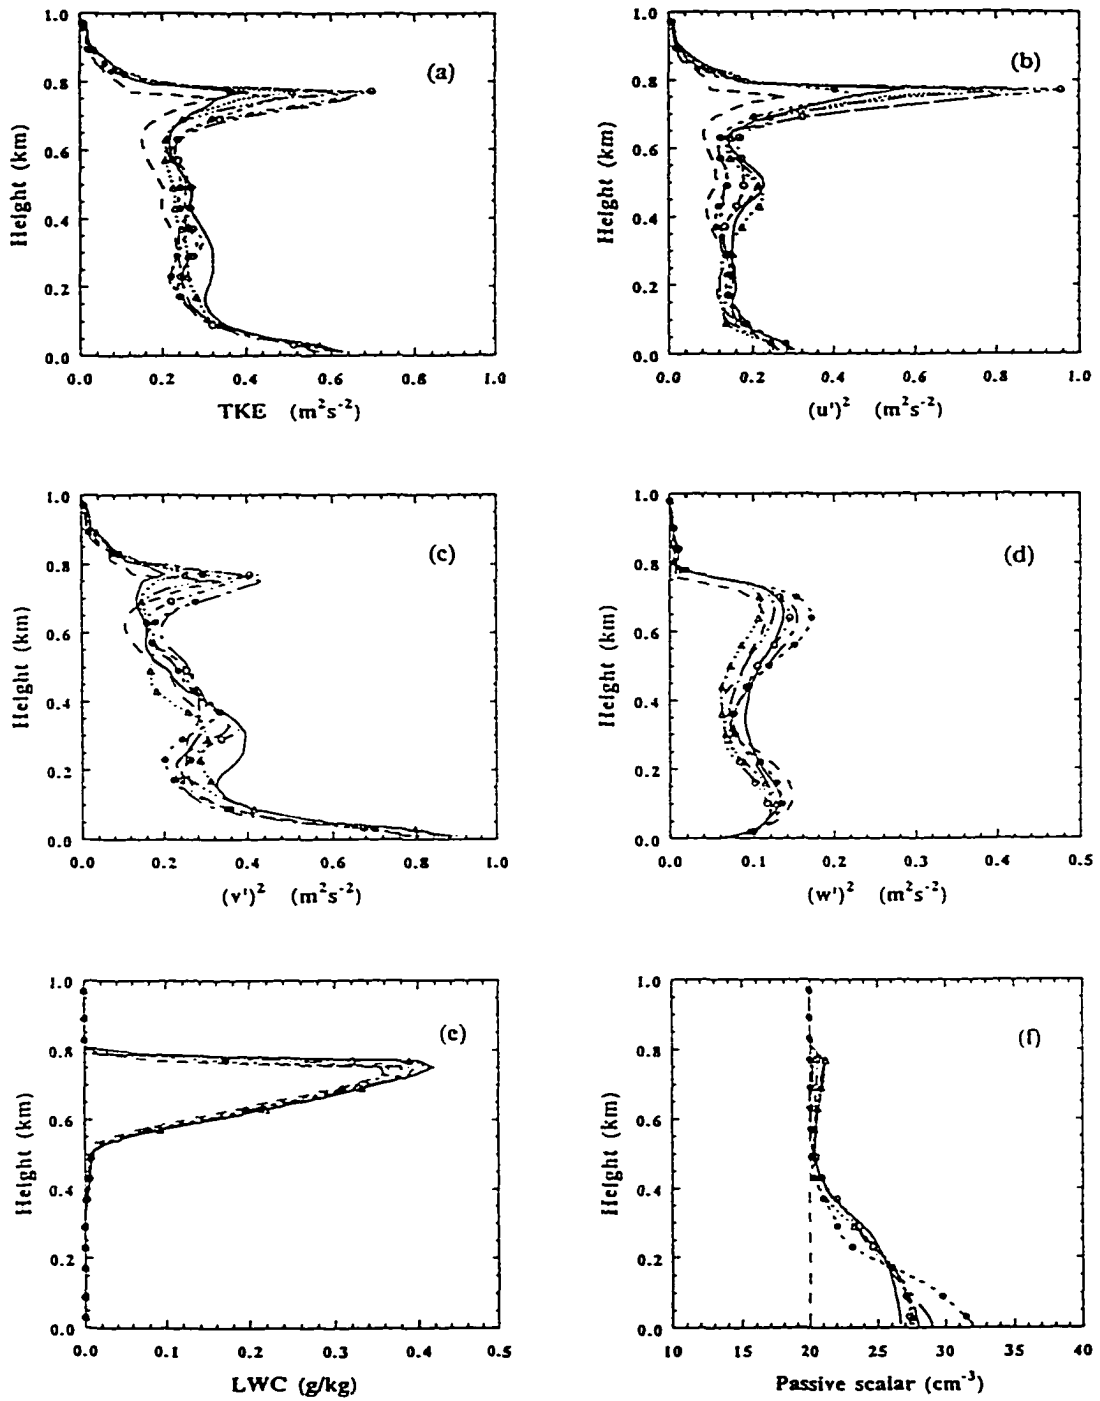 1.0
0.8
0.6
0.4
0.2
0.0
Height (km)
(a)
0.0 0.2 0.4 0.6 0.8 1.0
TKE (m²s⁻²)
1.0
0.8
0.6
0.4
0.2
0.0
Height (km)
(b)
0.0 0.2 0.4 0.6 0.8 1.0
(u')² (m²s⁻²)
1.0
0.8
0.6
0.4
0.2
0.0
Height (km)
(c)
0.0 0.2 0.4 0.6 0.8 1.0
(v')² (m²s⁻²)
1.0
0.8
0.6
0.4
0.2
0.0
Height (km)
(d)
0.0 0.1 0.2 0.3 0.4 0.5
(w')² (m²s⁻²)
1.0
0.8
0.6
0.4
0.2
0.0
Height (km)
(e)
0.0 0.1 0.2 0.3 0.4 0.5
LWC (g/kg)
1.0
0.8
0.6
0.4
0.2
0.0
Height (km)
(f)
10 15 20 25 30 35 40
Passive scalar (cm⁻³)